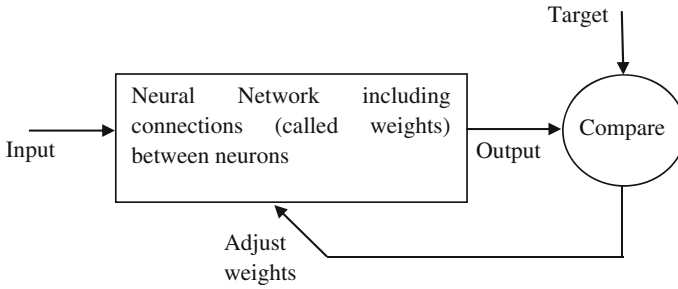 Target
Neural Network including
connections (called weights)
between neurons
Input
Output
Compare
Adjust
weights